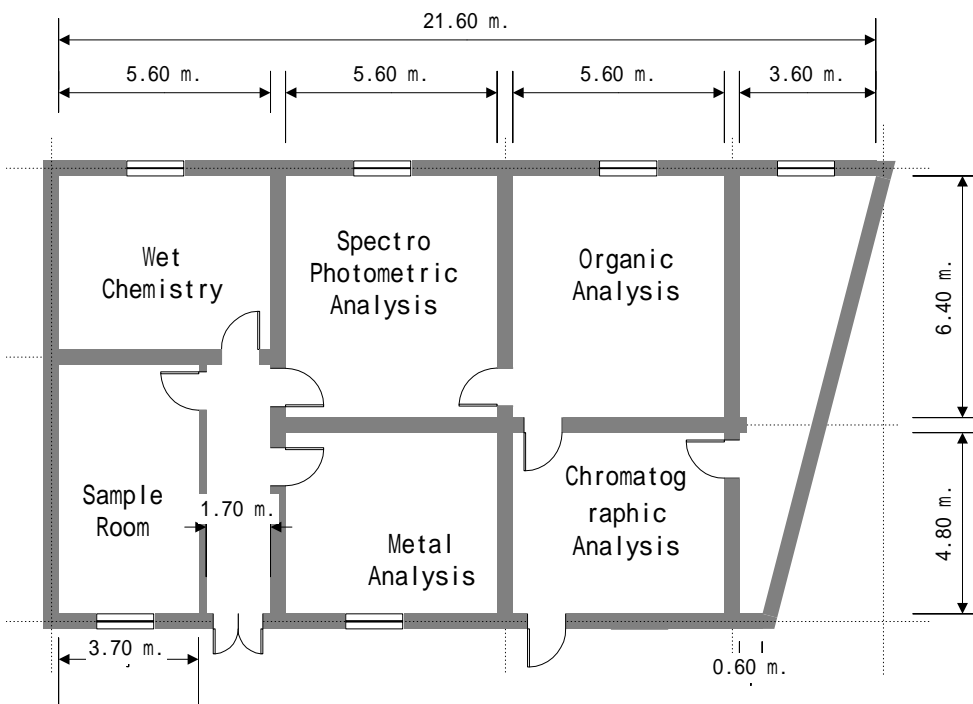 21.60 m.
5.60 m.
5.60 m.
5.60 m.
3.60 m.
Wet
Chemistry
Spectro
Photometric
Analysis
Organic
Analysis
6.40 m.
Sample
Room
1.70 m.
Metal
Analysis
Chromatog
raphic
Analysis
4.80 m.
3.70 m.
0.60 m.